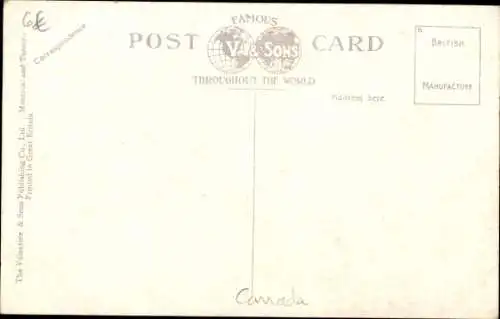 6€
Correspondence
FAMOUS
POST V. & SONS CARD
THROUGHOUT THE WORLD
Address here.
BRITISH
MANUFACTURE
The Valentine & Sons Publishing Co., Ltd., Montreal and Toronto.
Printed in Great Britain.
Canada